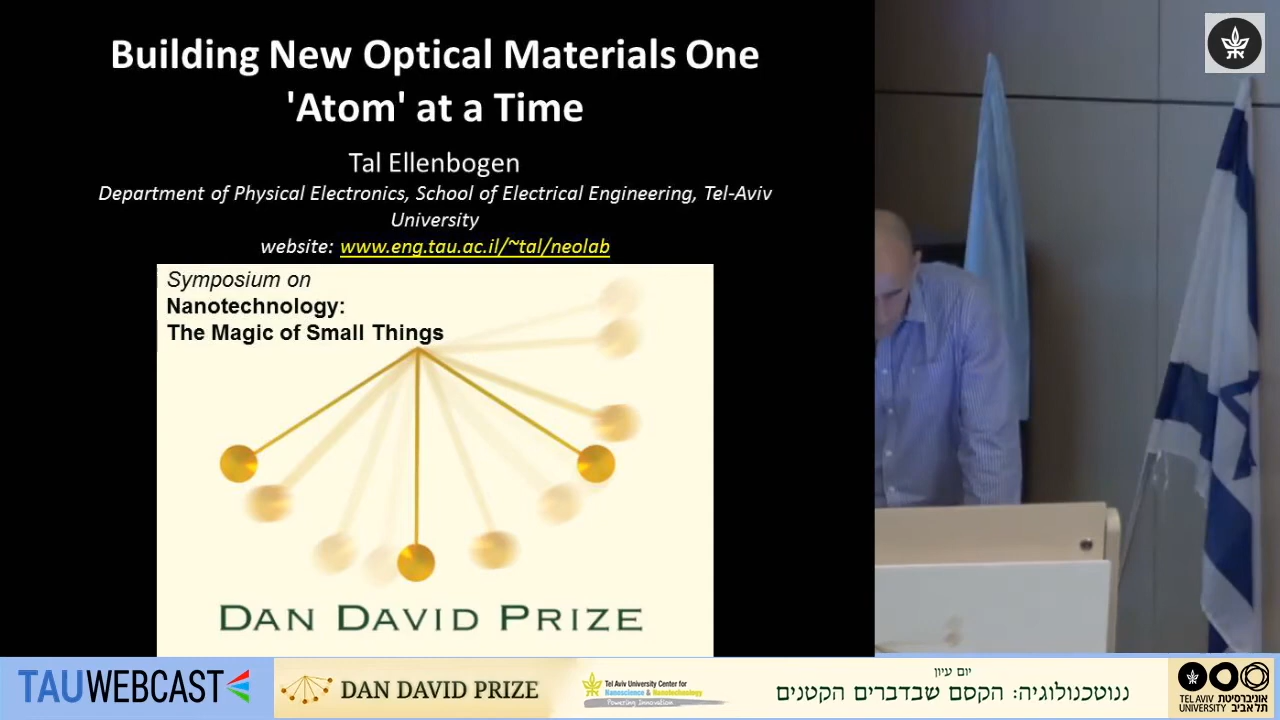 Building New Optical Materials One
'Atom' at a Time
Tal Ellenbogen
Department of Physical Electronics, School of Electrical Engineering, Tel-Aviv
University
website: www.eng.tau.ac.il/~tal/neolab
Symposium on
Nanotechnology:
The Magic of Small Things
DAN DAVID PRIZE
TAUWEBCAST
DAN DAVID PRIZE
Tel Aviv University Center for
Nanoscience & Nanotechnology
Powering Innovation
יום עיון
ננוטכנולוגיה: הקסם שבדברים הקטנים
TEL AVIV אוניברסיטת
UNIVERSITY תל אביב